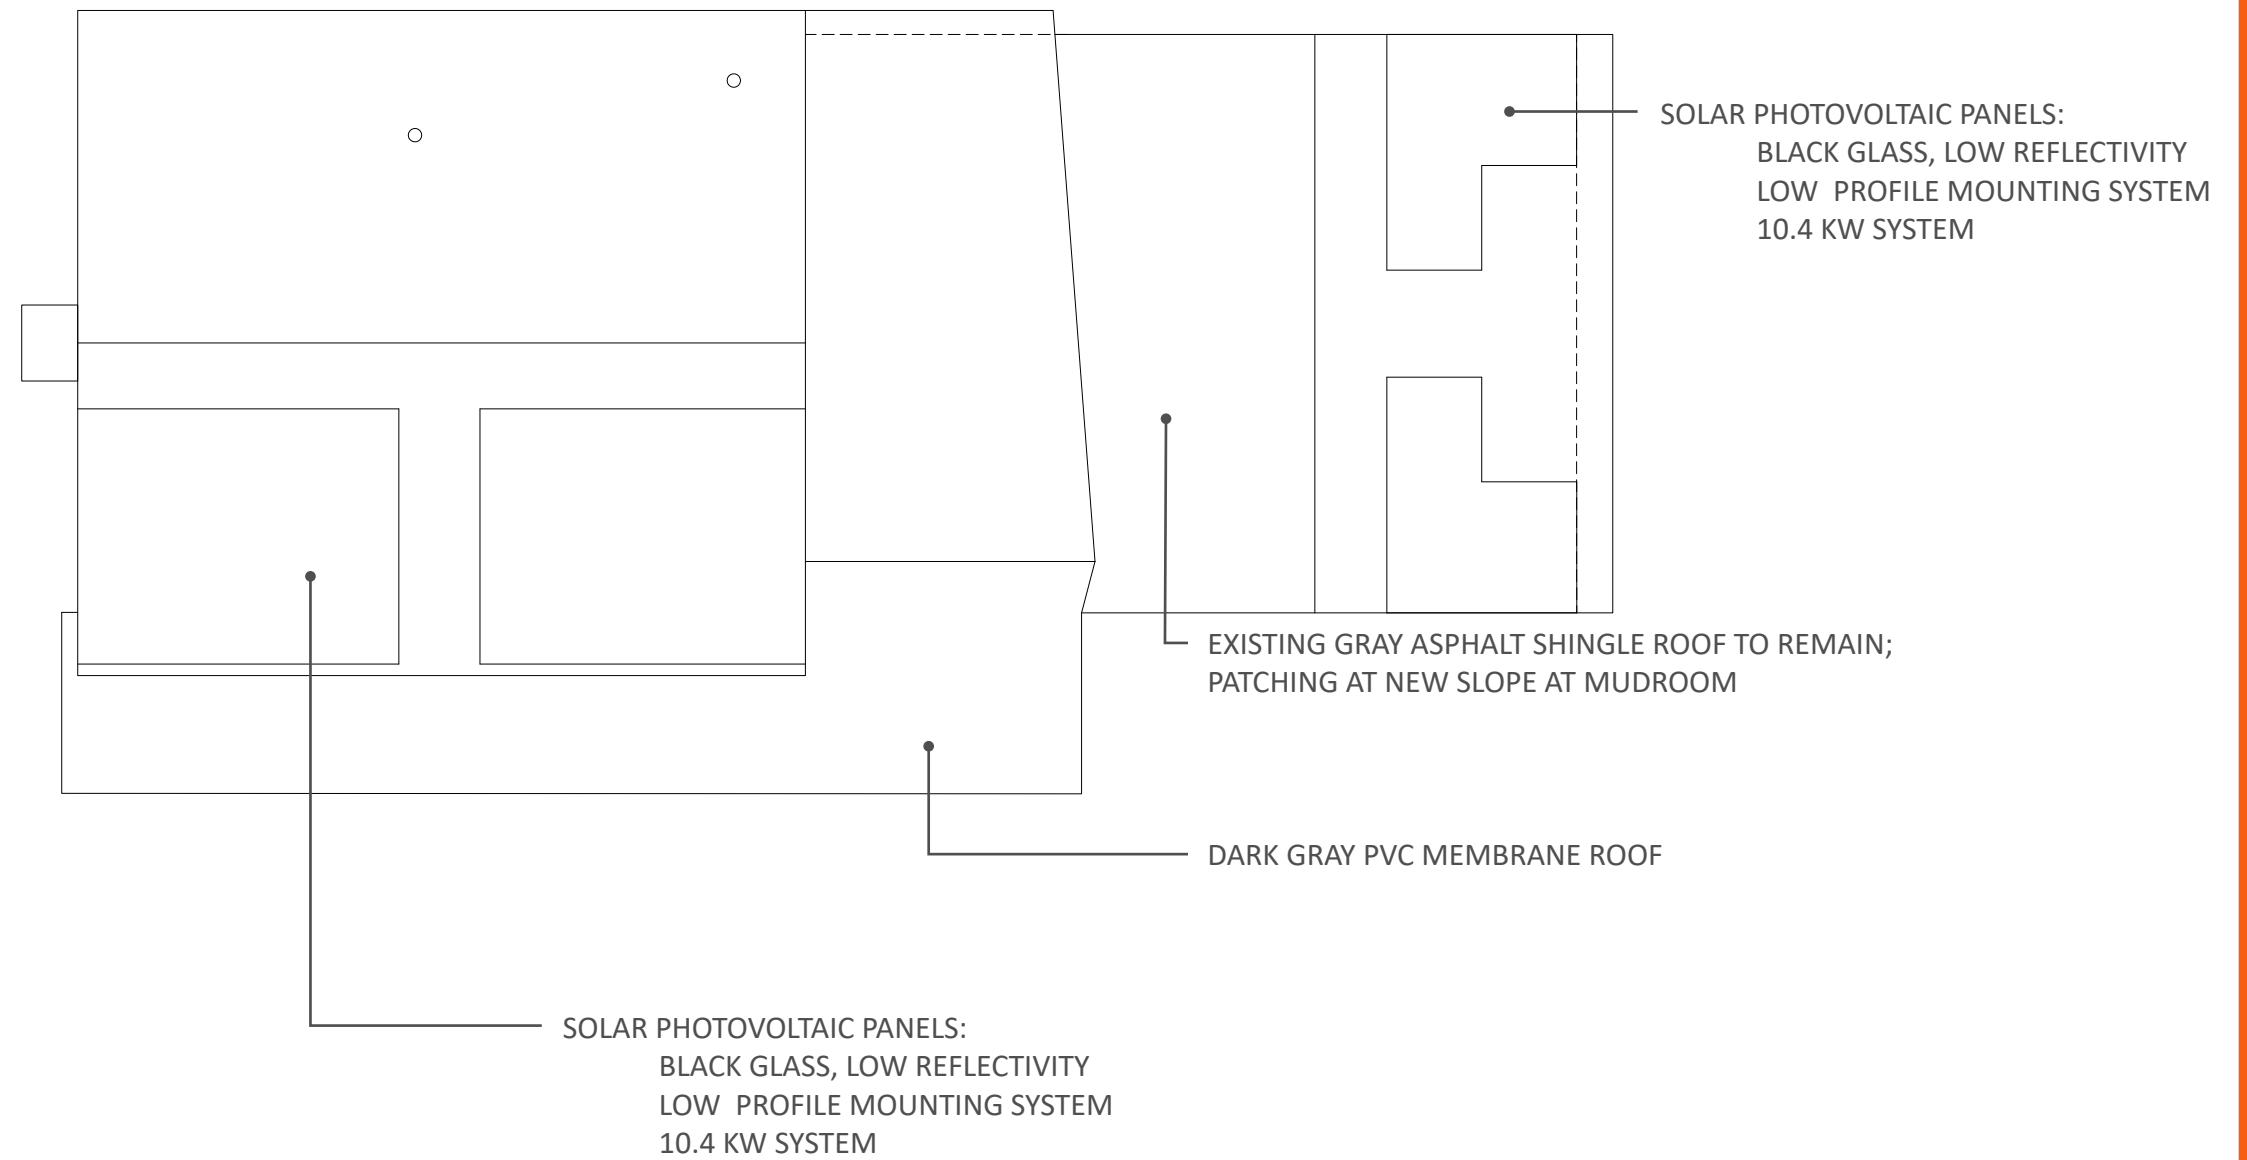 SOLAR PHOTOVOLTAIC PANELS:
BLACK GLASS, LOW REFLECTIVITY
LOW  PROFILE MOUNTING SYSTEM
10.4 KW SYSTEM
EXISTING GRAY ASPHALT SHINGLE ROOF TO REMAIN;
PATCHING AT NEW SLOPE AT MUDROOM
DARK GRAY PVC MEMBRANE ROOF
SOLAR PHOTOVOLTAIC PANELS:
BLACK GLASS, LOW REFLECTIVITY
LOW  PROFILE MOUNTING SYSTEM
10.4 KW SYSTEM